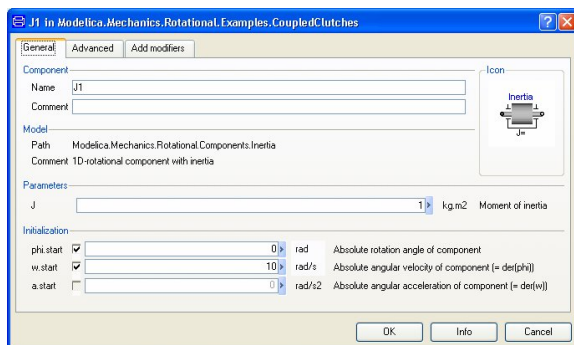 J1 in Modelica.Mechanics.Rotational.Examples.CoupledClutches
General Advanced Add modifiers
Component
Name J1
Comment
Icon
Inertia
J=
Model
Path Modelica.Mechanics.Rotational.Components.Inertia
Comment 1D-rotational component with inertia
Parameters
J 1 kg.m2 Moment of inertia
Initialization
phi.start 0 rad Absolute rotation angle of component
w.start 10 rad/s Absolute angular velocity of component (= der(phi))
a.start 0 rad/s2 Absolute angular acceleration of component (= der(w))
OK Info Cancel